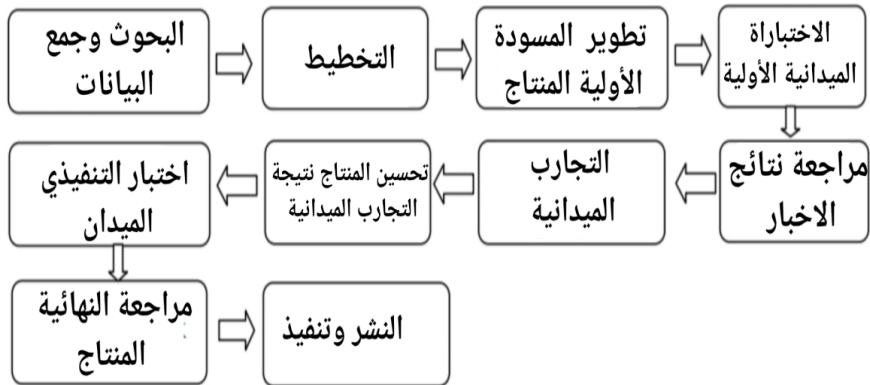 البحوث وجمع
البيانات
التخطيط
تطوير المسودة
الأولية المنتاج
الاختباراة
الميدانية الأولية
مراجعة نتائج
الاخبار
التجارب
الميدانية
تحسين المنتاج نتيجة
التجارب الميدانية
اختبار التنفيذي
الميدان
مراجعة النهائية
المنتاج
النشر وتنفيذ